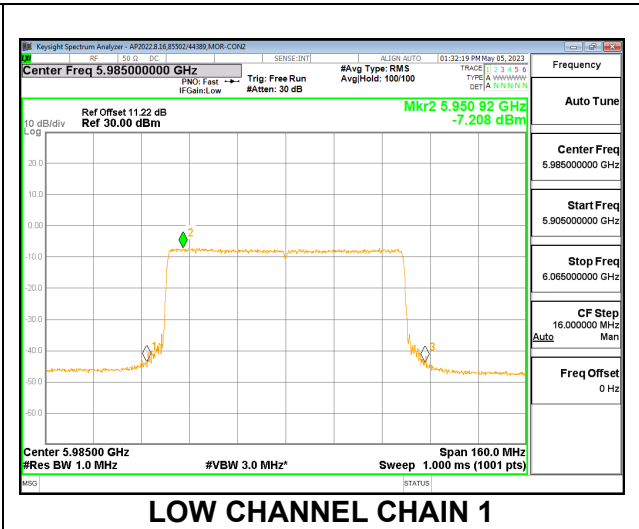 Keysight Spectrum Analyzer - AP2022.8.16,85502/44389,MOR-CON2
RF 50 Ω DC SENSE:INT ALIGN AUTO 01:32:19 PM May 05, 2023
Center Freq 5.985000000 GHz
PNO: Fast
IFGain:Low
Trig: Free Run
#Atten: 30 dB
#Avg Type: RMS
Avg|Hold: 100/100
TRACE 1 2 3 4 5 6
TYPE A WWWWW
DET A N N N N N
Ref Offset 11.22 dB
Ref 30.00 dBm
10 dB/div
Log
Mkr2 5.950 92 GHz
-7.208 dBm
20.0
10.0
0.00
-10.0
-20.0
-30.0
-40.0
-50.0
-60.0
2
1
3
Center 5.98500 GHz
#Res BW 1.0 MHz
#VBW 3.0 MHz*
Span 160.0 MHz
Sweep 1.000 ms (1001 pts)
MSG STATUS
Frequency
Auto Tune
Center Freq
5.985000000 GHz
Start Freq
5.905000000 GHz
Stop Freq
6.065000000 GHz
CF Step
16.000000 MHz
Auto Man
Freq Offset
0 Hz
LOW CHANNEL CHAIN 1